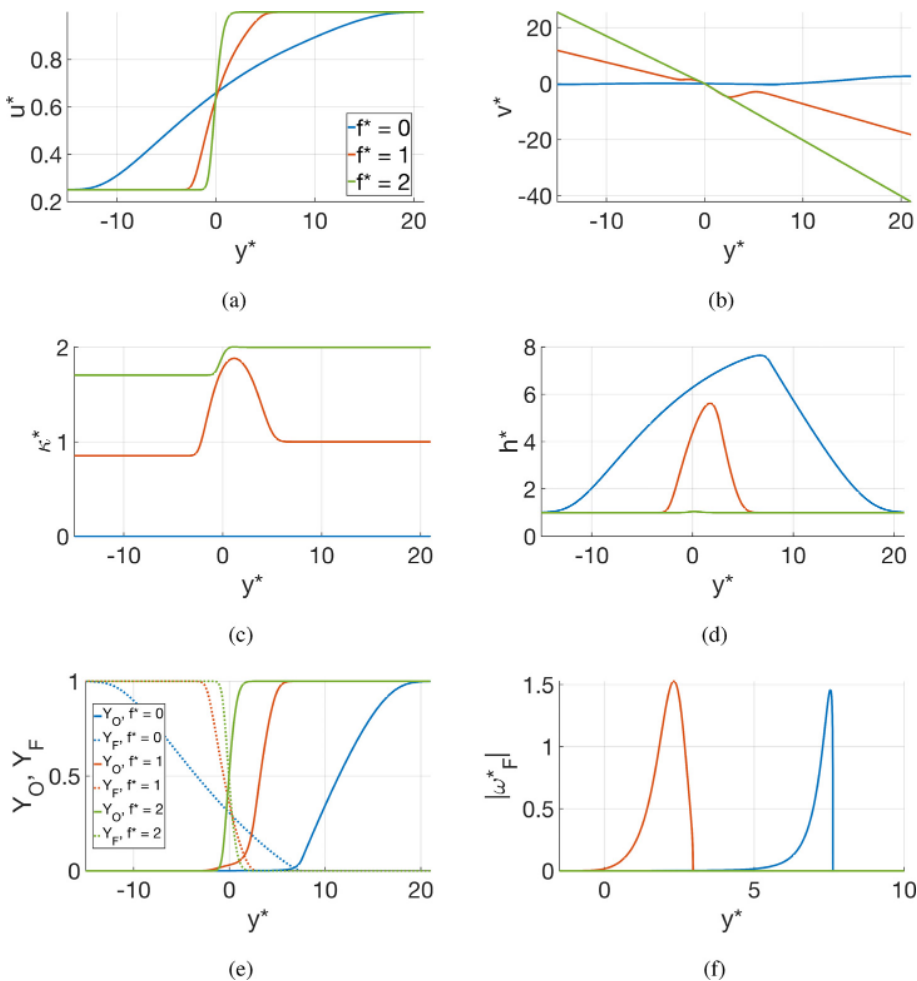 u*
0.8
0.6
0.4
0.2
f* = 0
f* = 1
f* = 2
-10 0 10 20
y*
(a)
v*
20
0
-20
-40
-10 0 10 20
y*
(b)
κ*
2
1
0
-10 0 10 20
y*
(c)
h*
8
6
4
2
0
-10 0 10 20
y*
(d)
Y_O, Y_F
1
0.5
0
Y_O, f* = 0
Y_F, f* = 0
Y_O, f* = 1
Y_F, f* = 1
Y_O, f* = 2
Y_F, f* = 2
-10 0 10 20
y*
(e)
|ω*_F|
1.5
1
0.5
0
0 5 10
y*
(f)